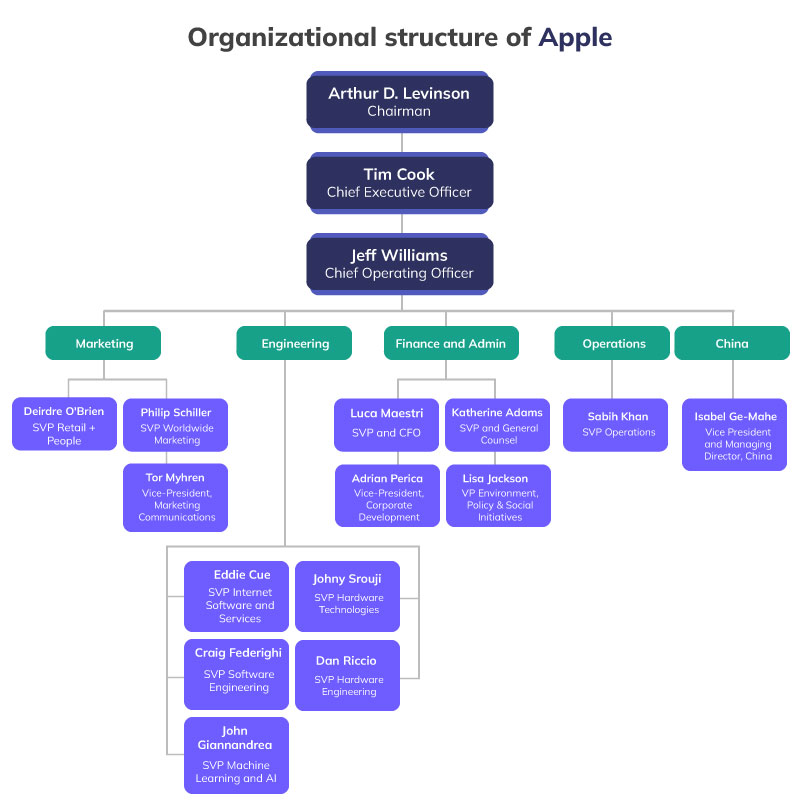 Organizational structure of Apple
Arthur D. Levinson
Chairman
Tim Cook
Chief Executive Officer
Jeff Williams
Chief Operating Officer
Marketing
Engineering
Finance and Admin
Operations
China
Deirdre O'Brien
SVP Retail +
People
Philip Schiller
SVP Worldwide
Marketing
Tor Myhren
Vice-President,
Marketing
Communications
Luca Maestri
SVP and CFO
Katherine Adams
SVP and General
Counsel
Adrian Perica
Vice-President,
Corporate
Development
Lisa Jackson
VP Environment,
Policy & Social
Initiatives
Sabih Khan
SVP Operations
Isabel Ge-Mahe
Vice President
and Managing
Director, China
Eddie Cue
SVP Internet
Software and
Services
Johny Srouji
SVP Hardware
Technologies
Craig Federighi
SVP Software
Engineering
Dan Riccio
SVP Hardware
Engineering
John
Giannandrea
SVP Machine
Learning and AI